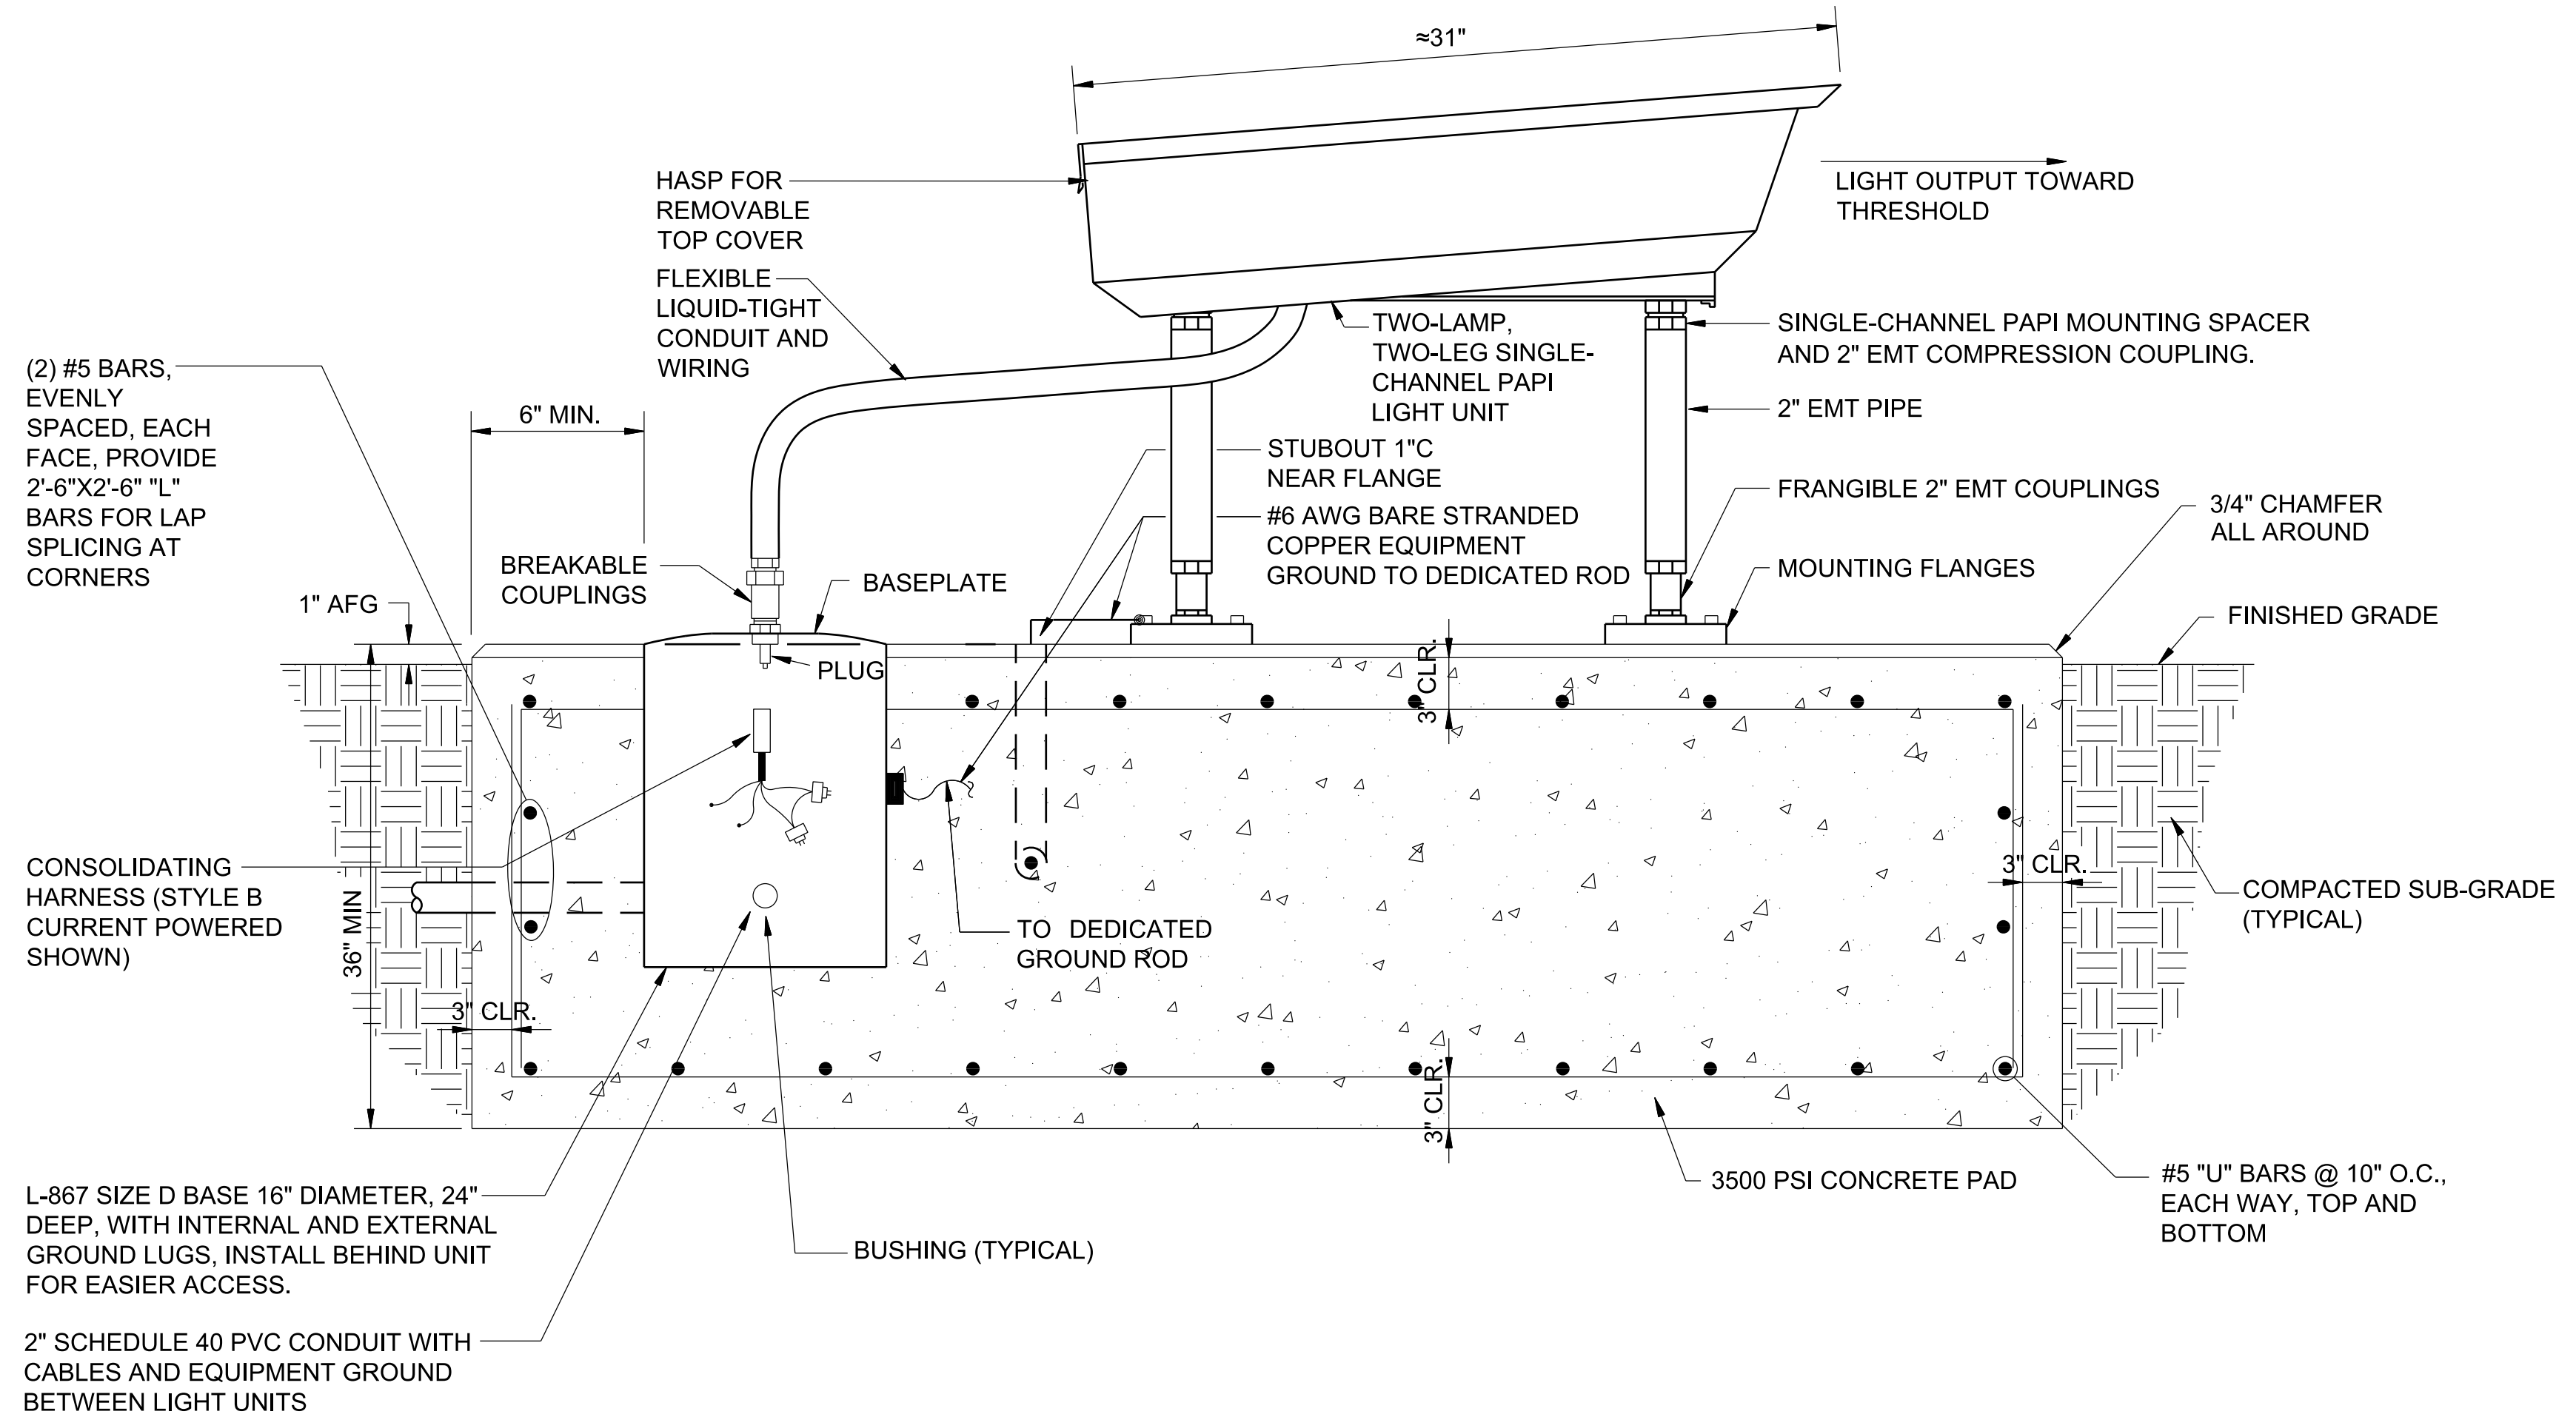 ≈31"
HASP FOR
REMOVABLE
TOP COVER
LIGHT OUTPUT TOWARD
THRESHOLD
FLEXIBLE
LIQUID-TIGHT
CONDUIT AND
WIRING
TWO-LAMP,
TWO-LEG SINGLE-
CHANNEL PAPI
LIGHT UNIT
SINGLE-CHANNEL PAPI MOUNTING SPACER
AND 2" EMT COMPRESSION COUPLING.
(2) #5 BARS,
EVENLY
SPACED, EACH
FACE, PROVIDE
2'-6"X2'-6" "L"
BARS FOR LAP
SPLICING AT
CORNERS
6" MIN.
2" EMT PIPE
STUBOUT 1"C
NEAR FLANGE
FRANGIBLE 2" EMT COUPLINGS
3/4" CHAMFER
ALL AROUND
#6 AWG BARE STRANDED
COPPER EQUIPMENT
GROUND TO DEDICATED ROD
BREAKABLE
COUPLINGS
BASEPLATE
MOUNTING FLANGES
1" AFG
FINISHED GRADE
PLUG
3" CLR.
CONSOLIDATING
HARNESS (STYLE B
CURRENT POWERED
SHOWN)
36" MIN
3" CLR.
COMPACTED SUB-GRADE
(TYPICAL)
TO DEDICATED
GROUND ROD
3" CLR.
3" CLR.
L-867 SIZE D BASE 16" DIAMETER, 24"
DEEP, WITH INTERNAL AND EXTERNAL
GROUND LUGS, INSTALL BEHIND UNIT
FOR EASIER ACCESS.
3500 PSI CONCRETE PAD
#5 "U" BARS @ 10" O.C.,
EACH WAY, TOP AND
BOTTOM
BUSHING (TYPICAL)
2" SCHEDULE 40 PVC CONDUIT WITH
CABLES AND EQUIPMENT GROUND
BETWEEN LIGHT UNITS